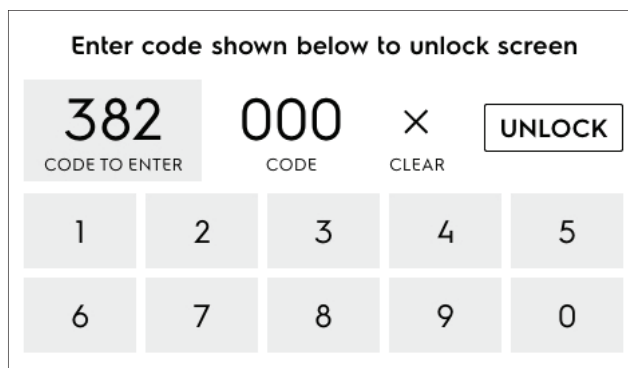 Enter code shown below to unlock screen
382 000 × UNLOCK
CODE TO ENTER CODE CLEAR
1 2 3 4 5
6 7 8 9 0